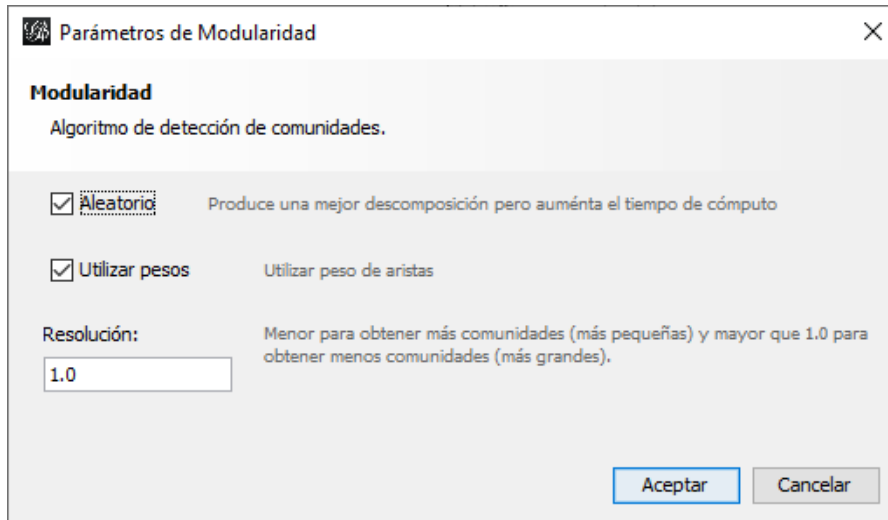 Parámetros de Modularidad
Modularidad
Algoritmo de detección de comunidades.
Aleatorio Produce una mejor descomposición pero auménta el tiempo de cómputo
Utilizar pesos Utilizar peso de aristas
Resolución: Menor para obtener más comunidades (más pequeñas) y mayor que 1.0 para
obtener menos comunidades (más grandes).
1.0
Aceptar Cancelar